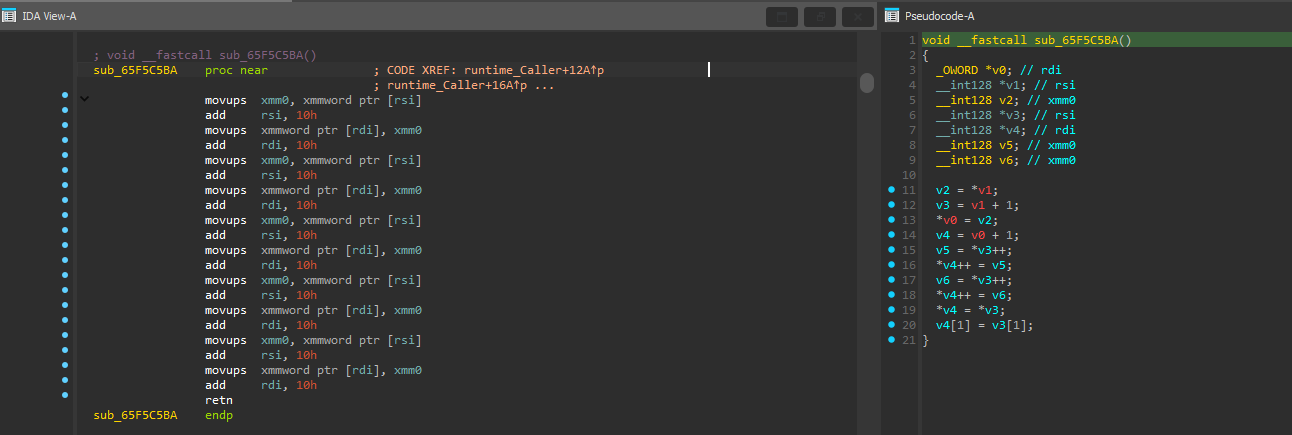 IDA View-A
; void __fastcall sub_65F5C5BA()
sub_65F5C5BA proc near ; CODE XREF: runtime_Caller+12A↑p
; runtime_Caller+16A↑p ...
movups xmm0, xmmword ptr [rsi]
add rsi, 10h
movups xmmword ptr [rdi], xmm0
add rdi, 10h
movups xmm0, xmmword ptr [rsi]
add rsi, 10h
movups xmmword ptr [rdi], xmm0
add rdi, 10h
movups xmm0, xmmword ptr [rsi]
add rsi, 10h
movups xmmword ptr [rdi], xmm0
add rdi, 10h
movups xmm0, xmmword ptr [rsi]
add rsi, 10h
movups xmmword ptr [rdi], xmm0
add rdi, 10h
movups xmm0, xmmword ptr [rsi]
add rsi, 10h
movups xmmword ptr [rdi], xmm0
add rdi, 10h
retn
sub_65F5C5BA endp
Pseudocode-A
1 void __fastcall sub_65F5C5BA()
2 {
3 _OWORD *v0; // rdi
4 __int128 *v1; // rsi
5 __int128 v2; // xmm0
6 __int128 *v3; // rsi
7 __int128 *v4; // rdi
8 __int128 v5; // xmm0
9 __int128 v6; // xmm0
10
11 v2 = *v1;
12 v3 = v1 + 1;
13 *v0 = v2;
14 v4 = v0 + 1;
15 v5 = *v3++;
16 *v4++ = v5;
17 v6 = *v3++;
18 *v4++ = v6;
19 *v4 = *v3;
20 v4[1] = v3[1];
21 }